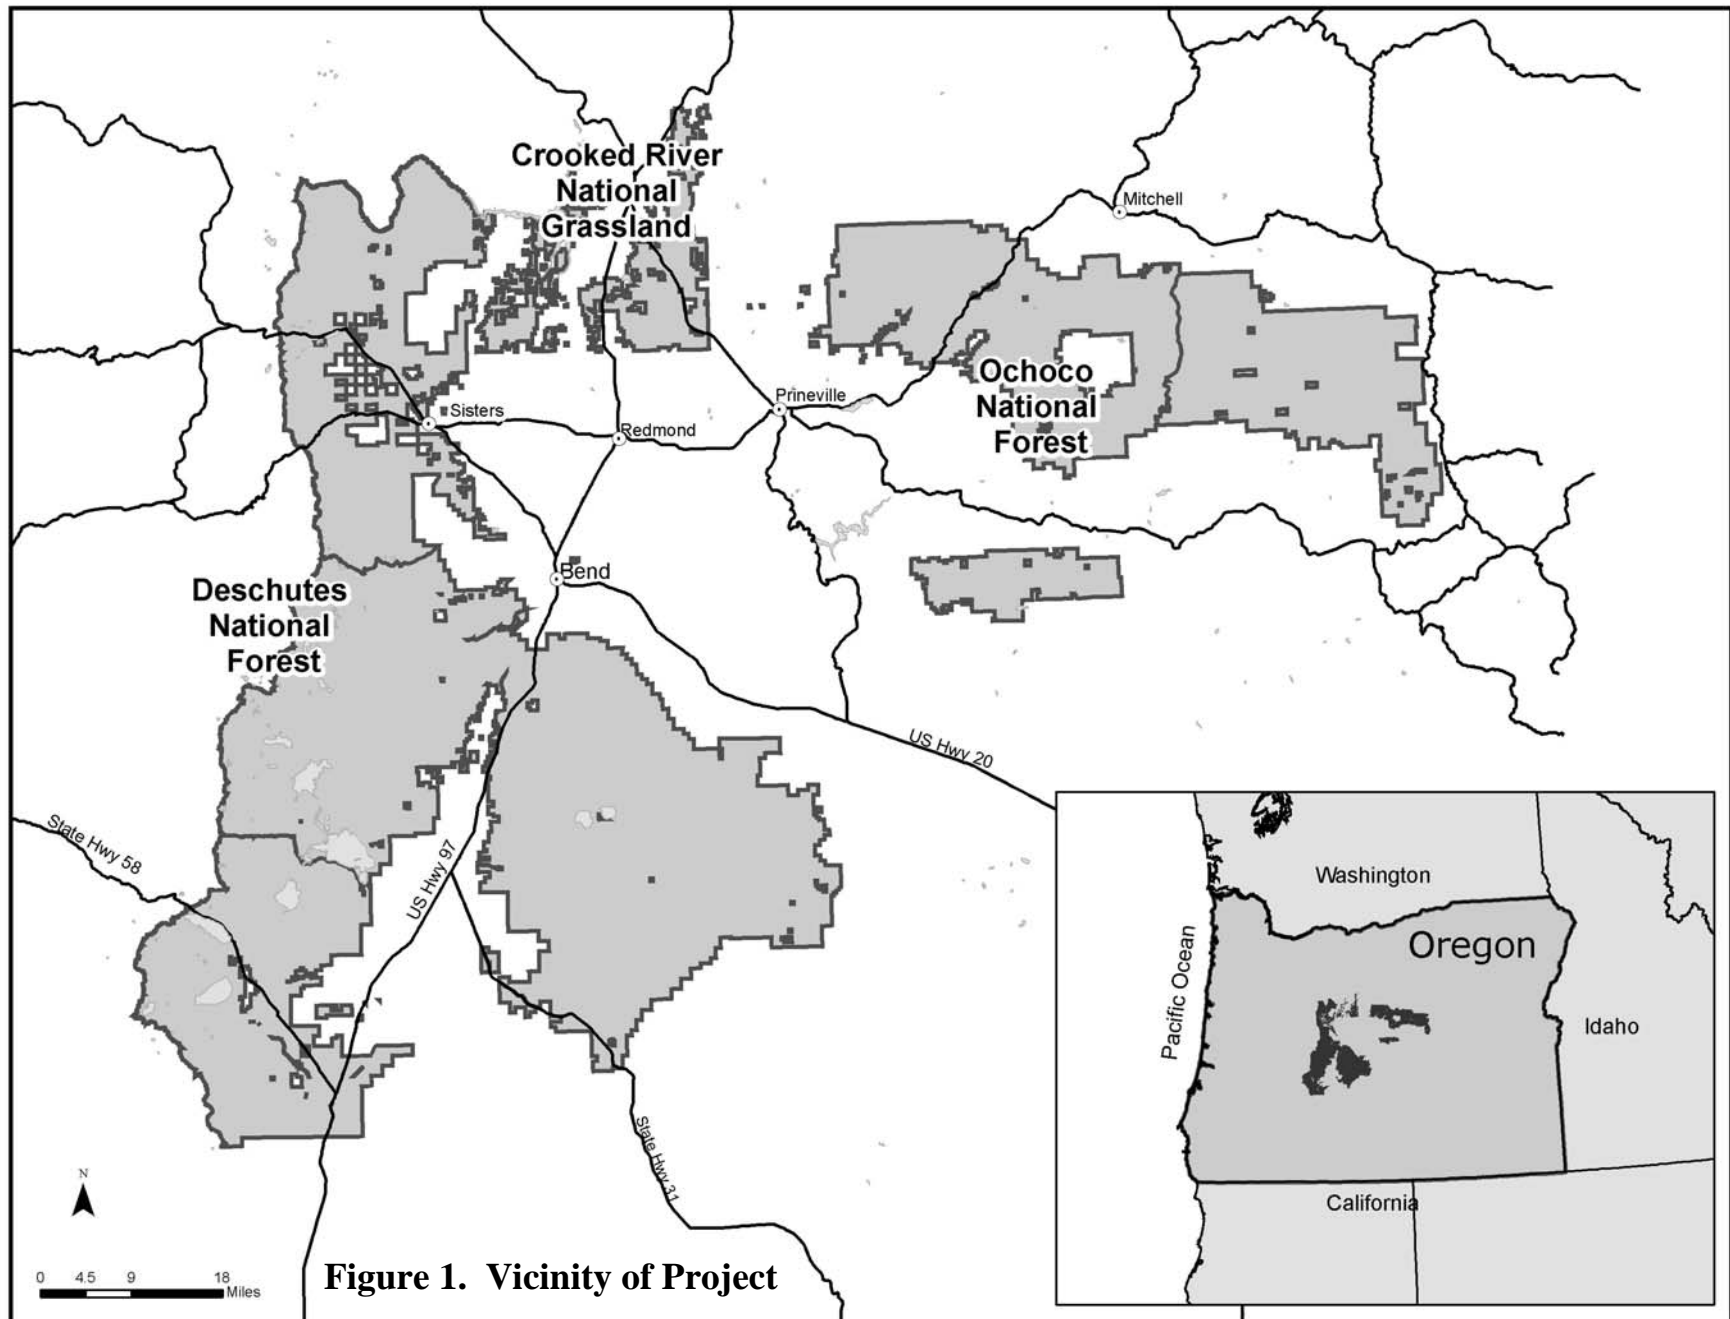 Crooked River
National
Grassland
Mitchell
Ochoco
National
Forest
Prineville
Sisters
Redmond
Bend
Deschutes
National
Forest
US Hwy 20
State Hwy 58
US Hwy 97
State Hwy 31
Washington
Oregon
Pacific Ocean
Idaho
California
N
0 4.5 9 18
Miles
Figure 1. Vicinity of Project